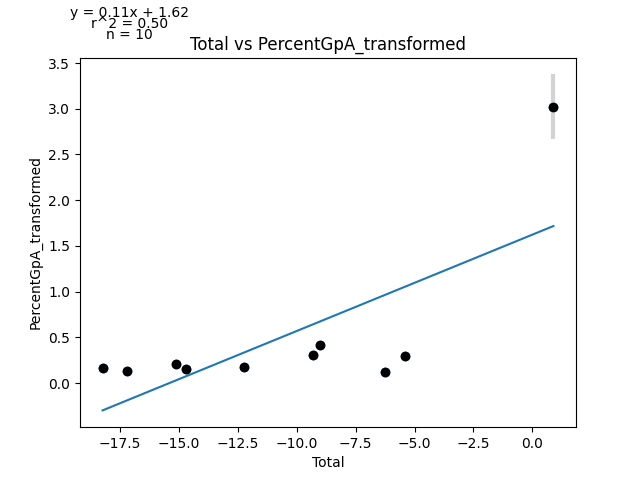 y = 0.11x + 1.62
r^2 = 0.50
n = 10
Total vs PercentGpA_transformed
PercentGpA_transformed
3.5
3.0
2.5
2.0
1.5
1.0
0.5
0.0
−17.5 −15.0 −12.5 −10.0 −7.5 −5.0 −2.5 0.0
Total